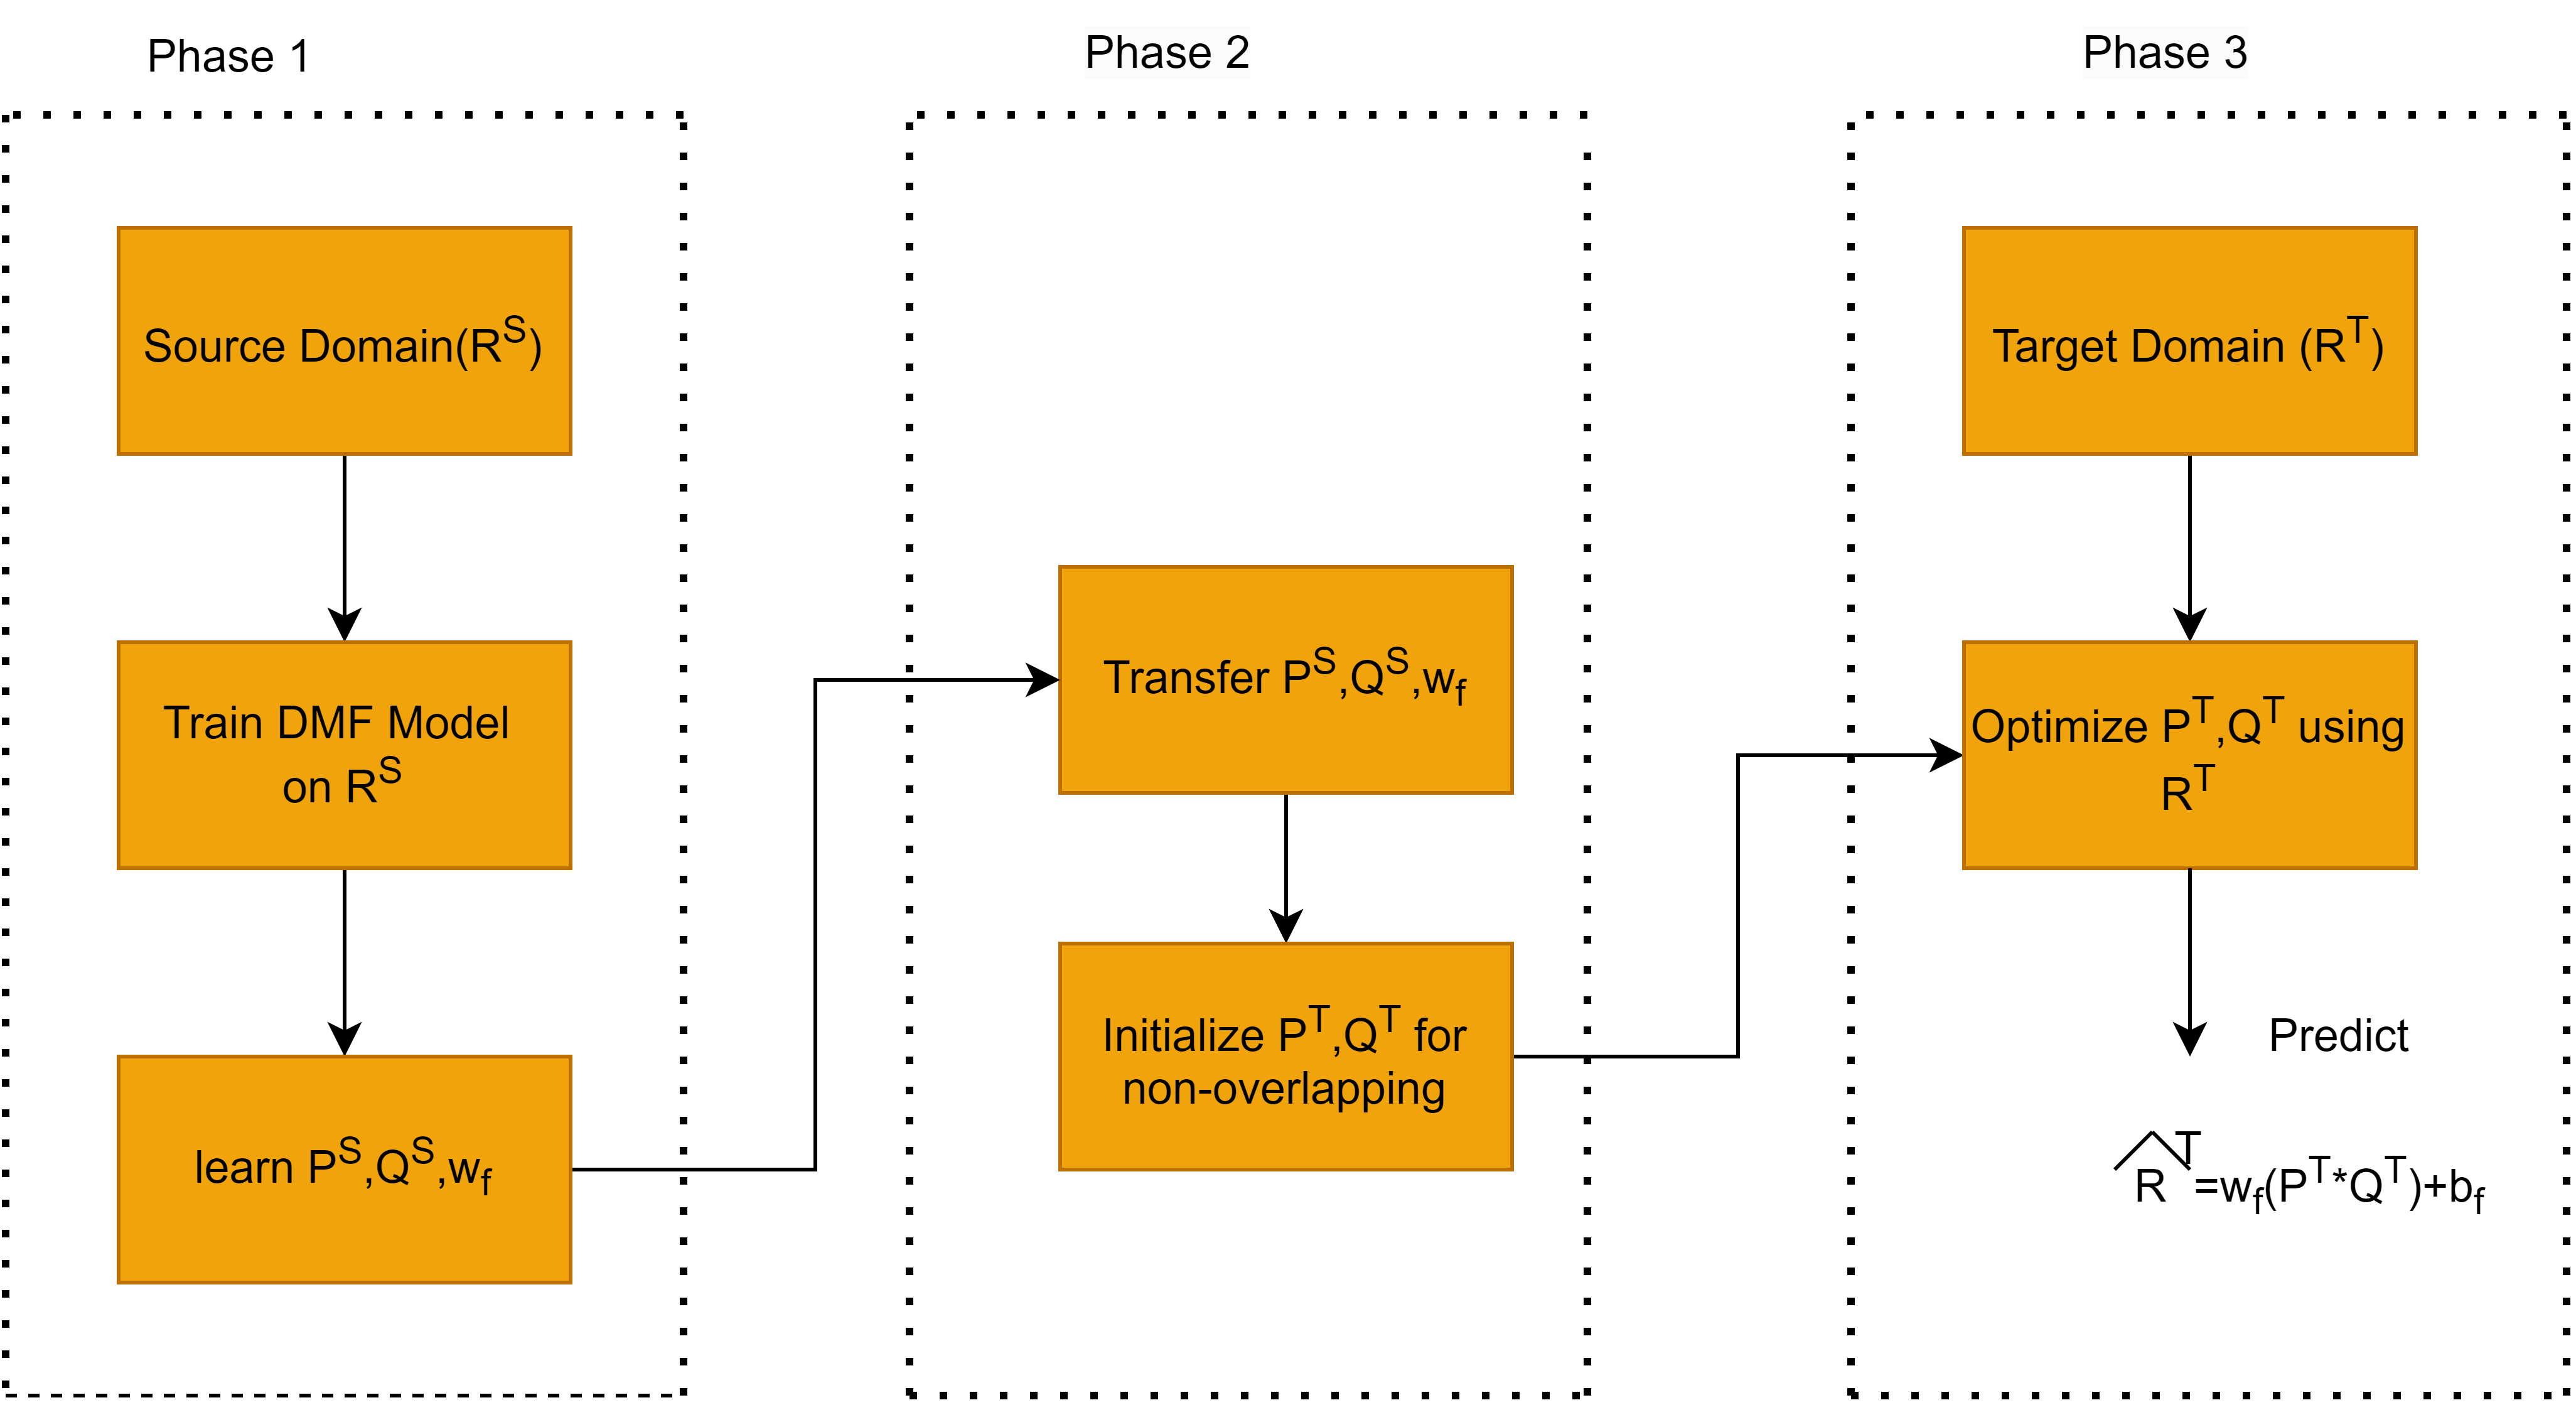 Phase 1
Source Domain(R^S)
Train DMF Model
on R^S
learn P^S,Q^S,w_f
Phase 2
Transfer P^S,Q^S,w_f
Initialize P^T,Q^T for
non-overlapping
Phase 3
Target Domain (R^T)
Optimize P^T,Q^T using
R^T
Predict
R̂^T=w_f(P^T*Q^T)+b_f